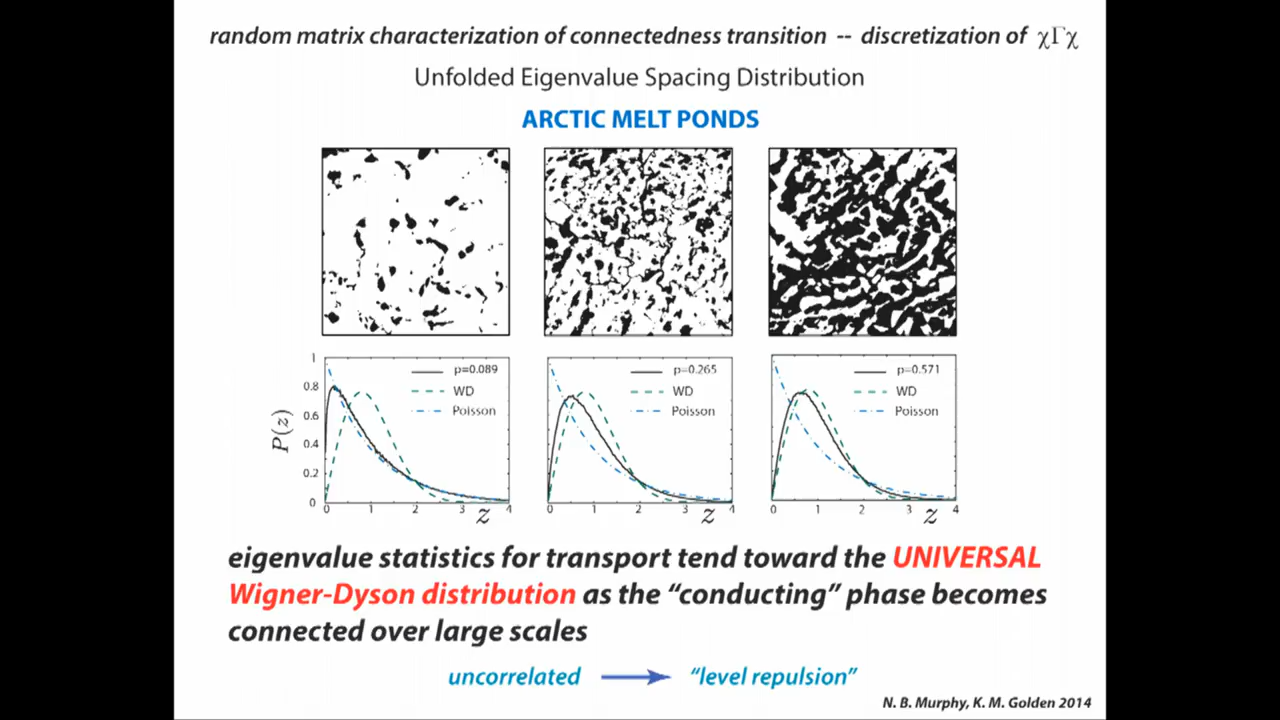 random matrix characterization of connectedness transition -- discretization of χΓχ
Unfolded Eigenvalue Spacing Distribution
ARCTIC MELT PONDS
1
0.8
0.6
0.4
0.2
0
P(z)
p=0.089
WD
Poisson
0 1 2 3 4
z
p=0.265
WD
Poisson
0 1 2 3 4
z
p=0.571
WD
Poisson
0 1 2 3 4
z
eigenvalue statistics for transport tend toward the UNIVERSAL
Wigner-Dyson distribution as the “conducting” phase becomes
connected over large scales
uncorrelated “level repulsion”
N. B. Murphy, K. M. Golden 2014